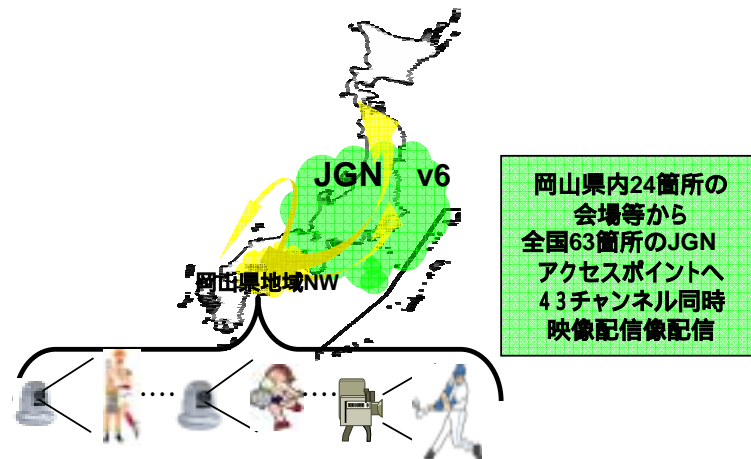 JGN v6
岡山県地域NW
岡山県内24箇所の
会場等から
全国63箇所のJGN
アクセスポイントへ
43チャンネル同時
映像配信像配信